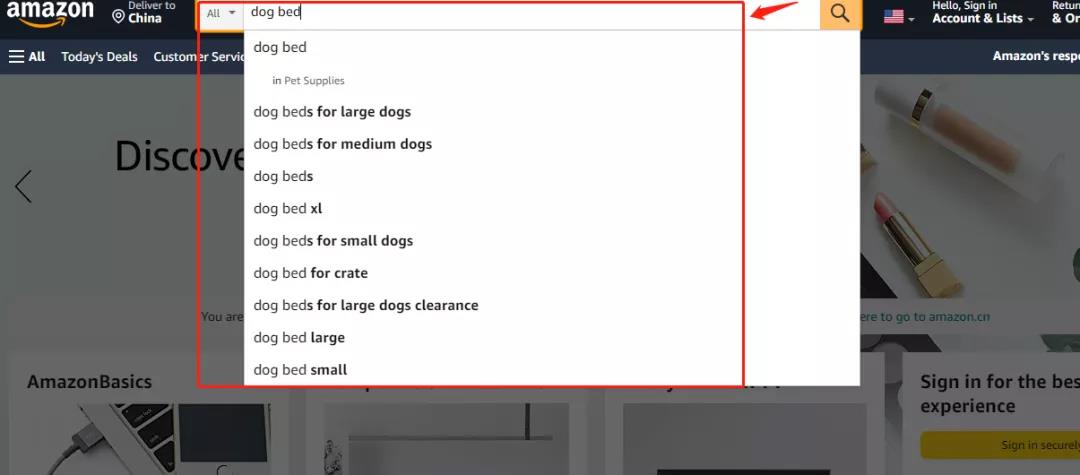 amazon
Deliver to
China
All
dog bed
Hello, Sign in
Account & Lists
Retur
& Or
All
Today's Deals
Customer Servic
Amazon's respo
dog bed
in Pet Supplies
dog beds for large dogs
dog beds for medium dogs
dog beds
dog bed xl
dog beds for small dogs
dog bed for crate
dog beds for large dogs clearance
dog bed large
dog bed small
Discove
You are
ere to go to amazon.cn
AmazonBasics
Sign in for the bes
experience
Sign in securely